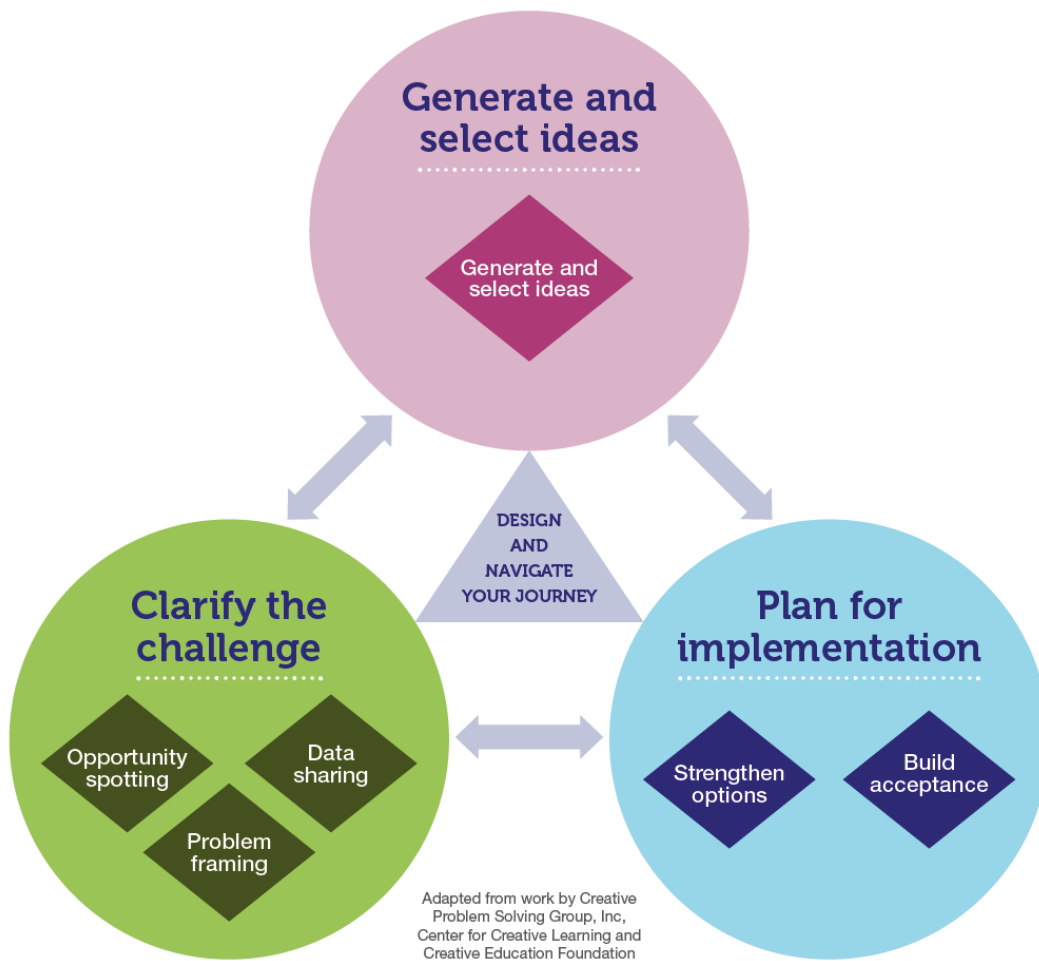 Generate and
select ideas
Generate and
select ideas
DESIGN
AND
NAVIGATE
YOUR JOURNEY
Clarify the
challenge
Opportunity
spotting
Data
sharing
Problem
framing
Plan for
implementation
Strengthen
options
Build
acceptance
Adapted from work by Creative
Problem Solving Group, Inc,
Center for Creative Learning and
Creative Education Foundation